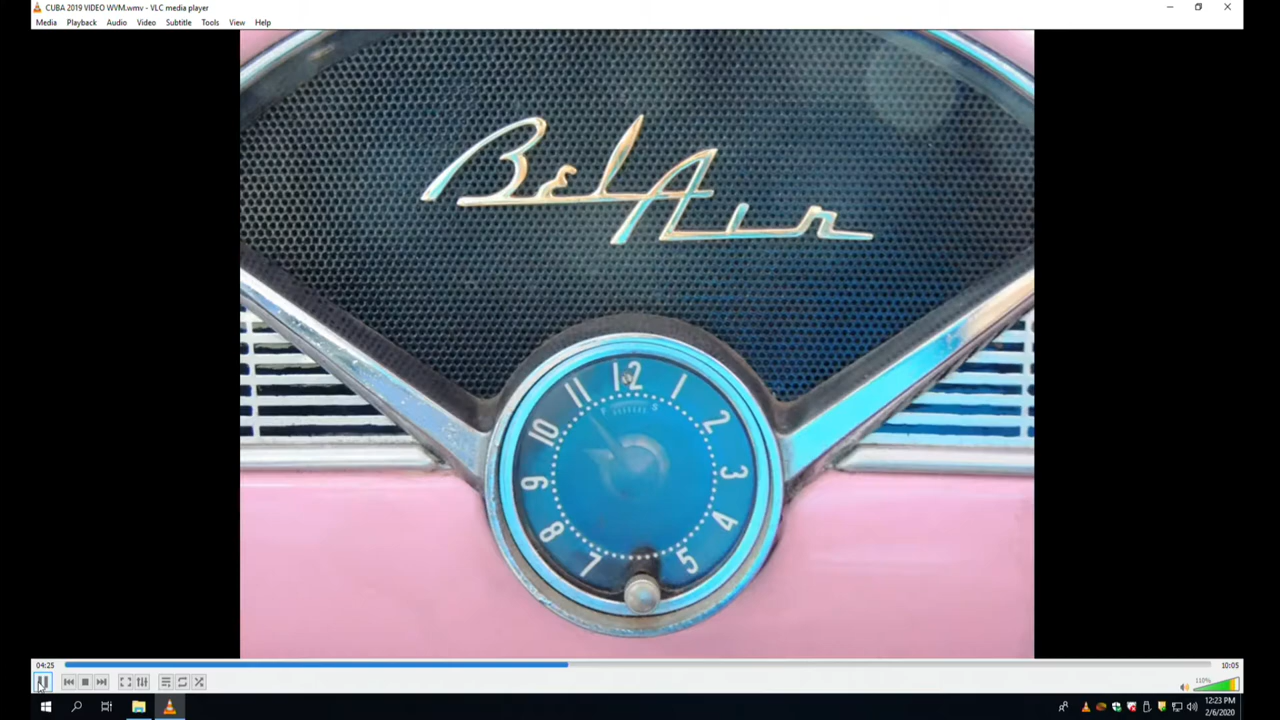 CUBA 2019 VIDEO WVM.wmv - VLC media player
Media Playback Audio Video Subtitle Tools View Help
Bel Air
12
11 1
F S
10 2
9 3
8 4
7 5
04:25 10:05
118%
12:23 PM
2/6/2020